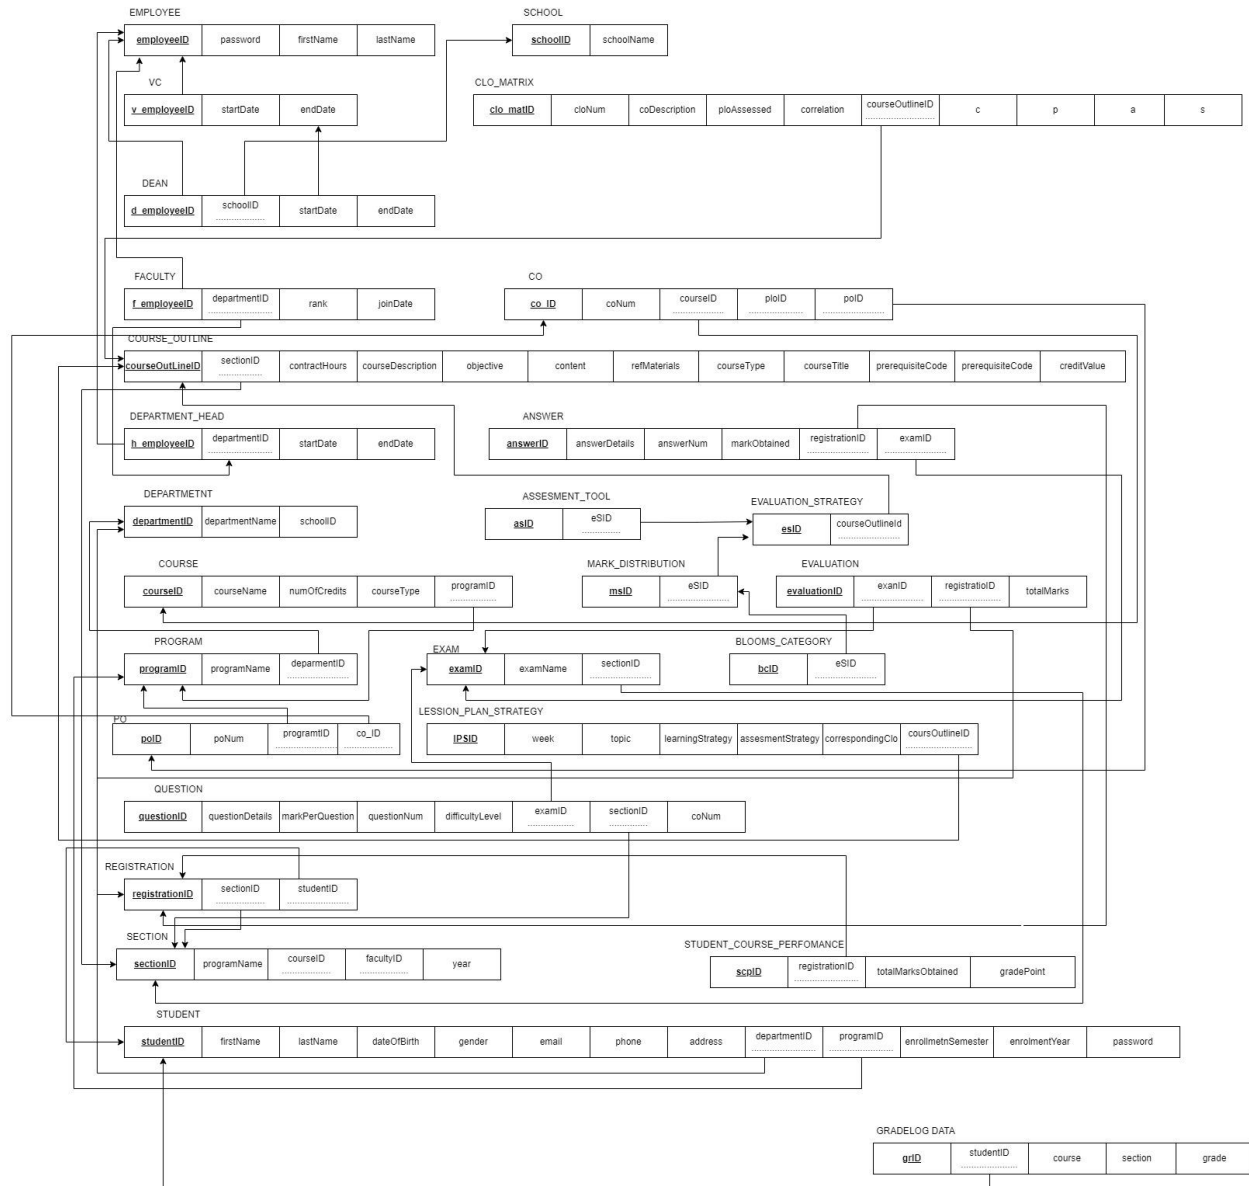 EMPLOYEE
employeeID password firstName lastName
SCHOOL
schoolID schoolName
VC
v_employeeID startDate endDate
CLO_MATRIX
clo_matID cloNum coDescription ploAssessed correlation courseOutlineID c p a s
DEAN
d_employeeID schoolID startDate endDate
FACULTY
f_employeeID departmentID rank joinDate
CO
co_ID coNum courseID ploID poID
COURSE_OUTLINE
courseOutLineID sectionID contractHours courseDescription objective content refMaterials courseType courseTitle prerequisiteCode prerequisiteCode creditValue
DEPARTMENT_HEAD
h_employeeID departmentID startDate endDate
ANSWER
answerID answerDetails answerNum markObtained registrationID examID
DEPARTMETNT
departmentID departmentName schoolID
ASSESMENT_TOOL
asID eSID
EVALUATION_STRATEGY
esID courseOutlineId
COURSE
courseID courseName numOfCredits courseType programID
MARK_DISTRIBUTION
msID eSID
EVALUATION
evaluationID exanID registratioID totalMarks
PROGRAM
programID programName deparmentID
EXAM
examID examName sectionID
BLOOMS_CATEGORY
bcID eSID
PO
poID poNum programtID co_ID
LESSION_PLAN_STRATEGY
lPSID week topic learningStrategy assesmentStrategy correspondingClo coursOutlineID
QUESTION
questionID questionDetails markPerQuestion questionNum difficultyLevel examID sectionID coNum
REGISTRATION
registrationID sectionID studentID
SECTION
sectionID programName courseID facultyID year
STUDENT_COURSE_PERFOMANCE
scpID registrationID totalMarksObtained gradePoint
STUDENT
studentID firstName lastName dateOfBirth gender email phone address departmentID programID enrollmetnSemester enrolmentYear password
GRADELOG DATA
grID studentID course section grade